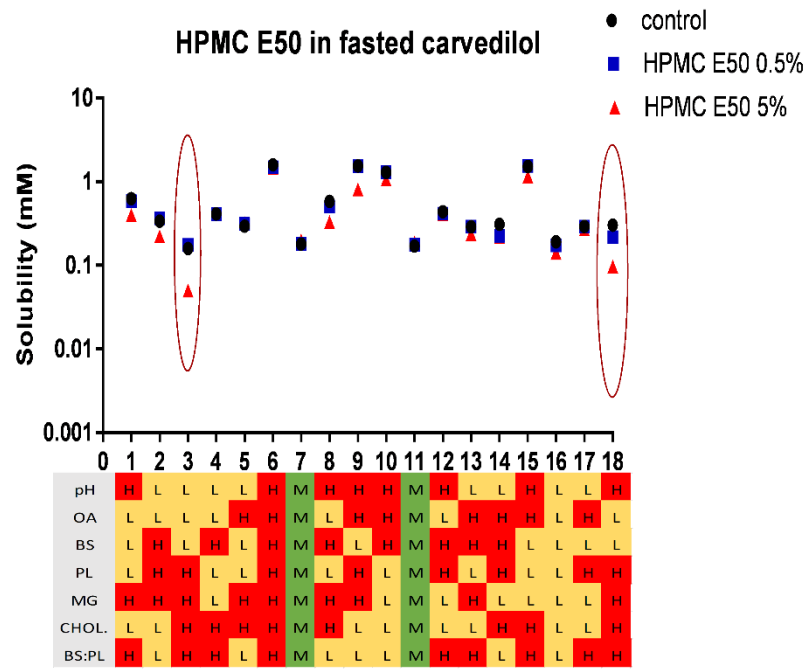 HPMC E50 in fasted carvedilol
control
HPMC E50 0.5%
HPMC E50 5%
Solubility (mM)
10
1
0.1
0.01
0.001
0 1 2 3 4 5 6 7 8 9 10 11 12 13 14 15 16 17 18
pH H L L L L H M H H H M H L L H L L H
OA L L L L H H M L H H M L H H H L H L
BS L H L H L H M H L H M H H H L L L L
PL L H H L L H M L H L M H L H L L H H
MG H H H L H H M H H L M L H L L L L H
CHOL. L L H H H H M H L L M L L H H L L H
BS:PL H L H L H H M L L L M H H L H L H H